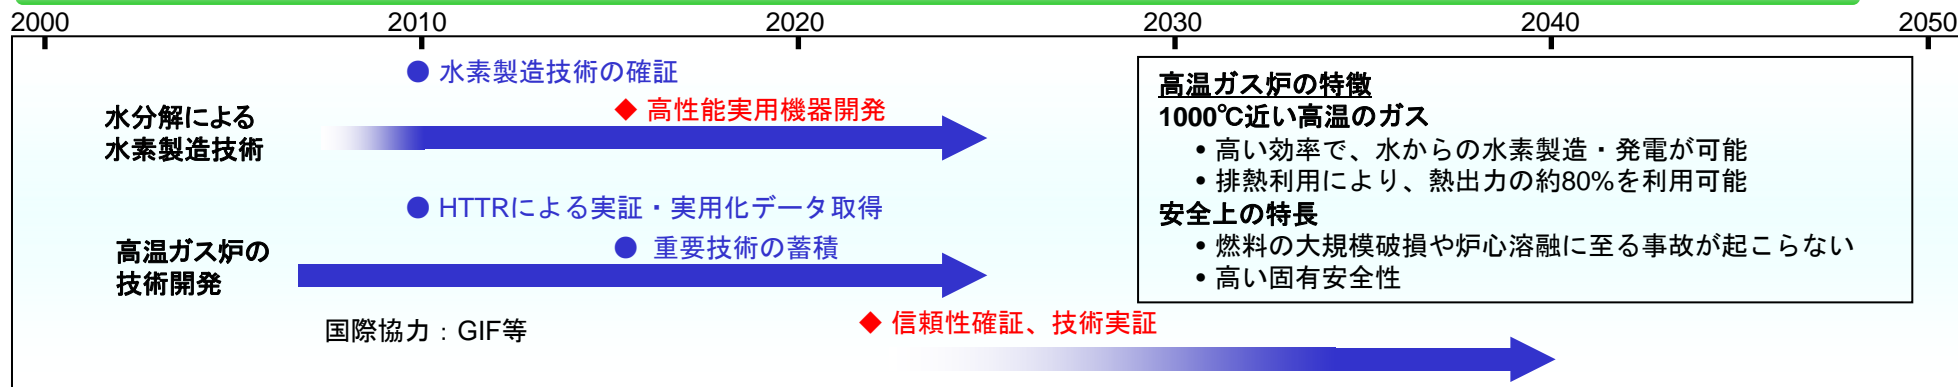 2000 2010 2020 2030 2040 2050
● 水素製造技術の確証
◆ 高性能実用機器開発
水分解による
水素製造技術
● HTTRによる実証・実用化データ取得
● 重要技術の蓄積
高温ガス炉の
技術開発
国際協力：GIF等
◆ 信頼性確証、技術実証
高温ガス炉の特徴
1000℃近い高温のガス
• 高い効率で、水からの水素製造・発電が可能
• 排熱利用により、熱出力の約80%を利用可能
安全上の特長
• 燃料の大規模破損や炉心溶融に至る事故が起こらない
• 高い固有安全性